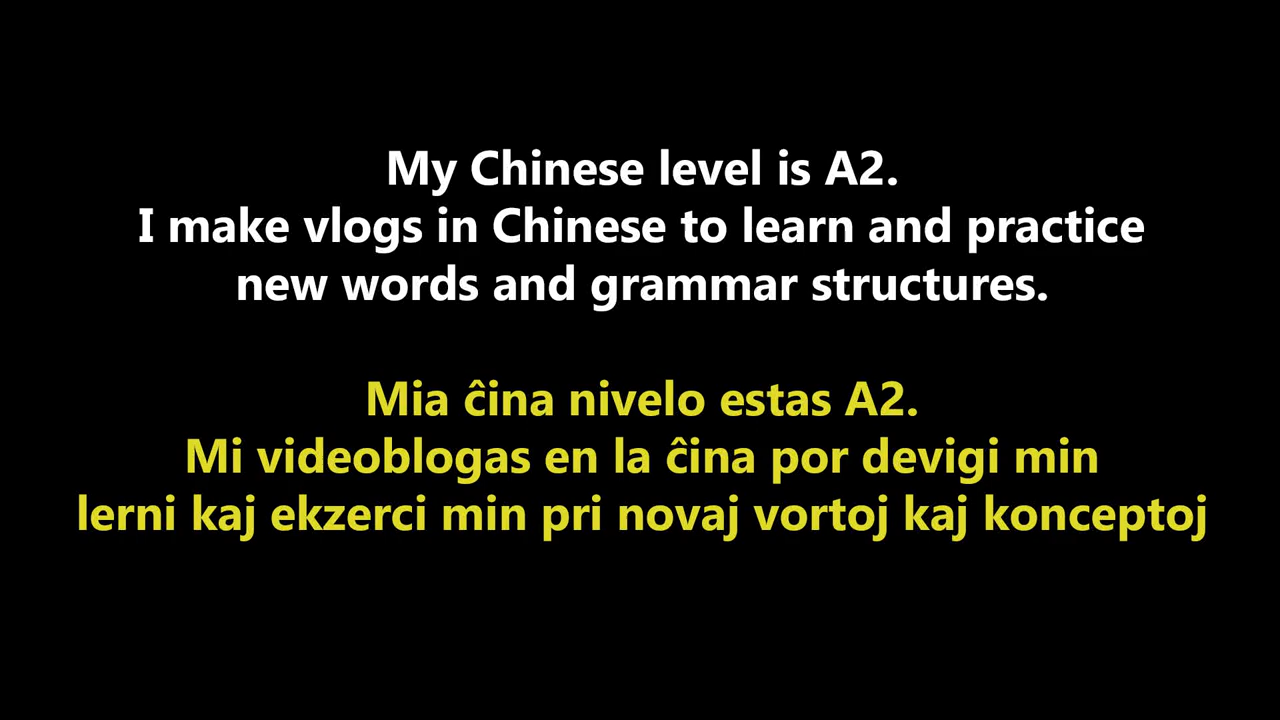 My Chinese level is A2.
I make vlogs in Chinese to learn and practice
new words and grammar structures.
Mia ĉina nivelo estas A2.
Mi videoblogas en la ĉina por devigi min
lerni kaj ekzerci min pri novaj vortoj kaj konceptoj